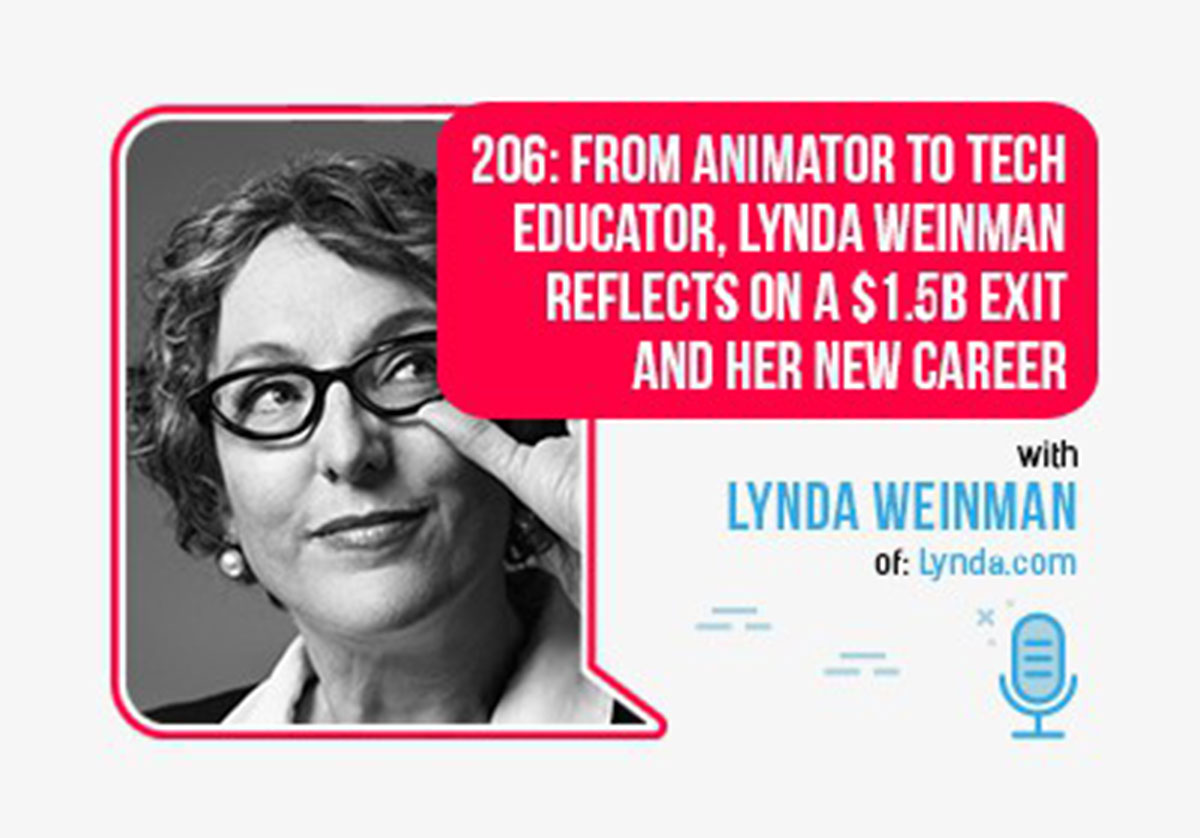 206: FROM ANIMATOR TO TECH
EDUCATOR, LYNDA WEINMAN
REFLECTS ON A $1.5B EXIT
AND HER NEW CAREER
with
LYNDA WEINMAN
of: Lynda.com